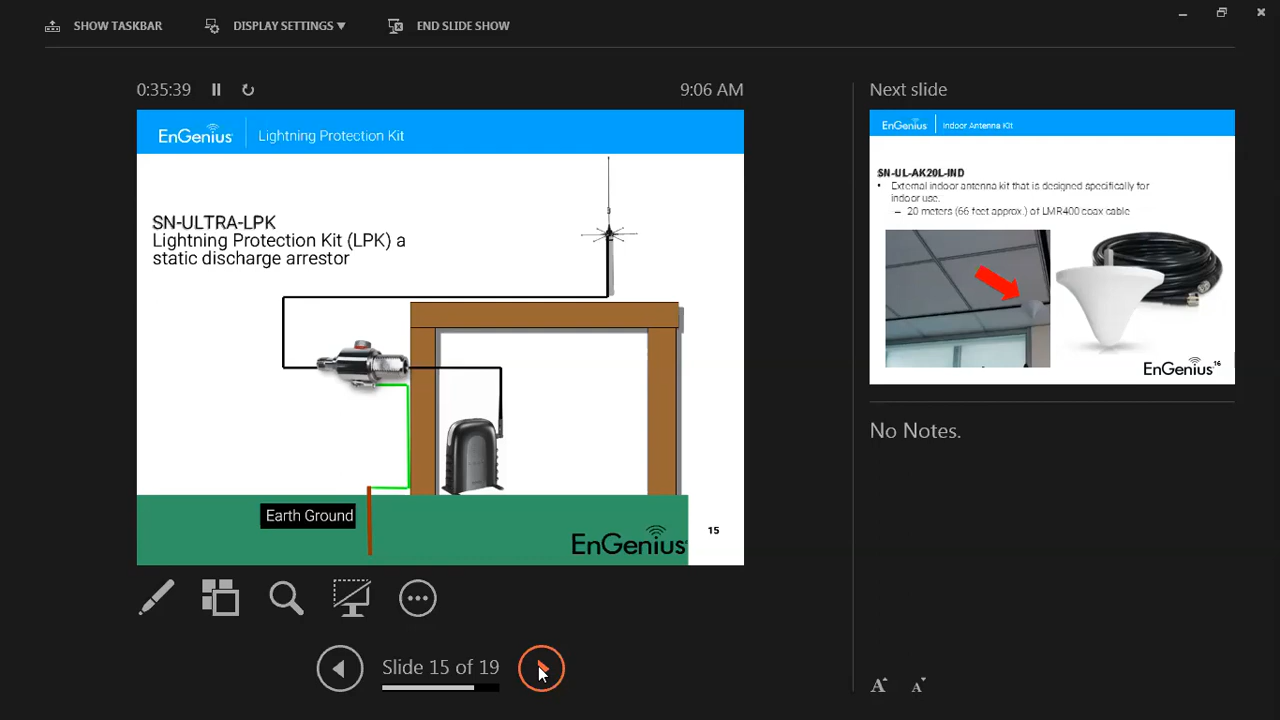 SHOW TASKBAR
DISPLAY SETTINGS
END SLIDE SHOW
0:35:39
9:06 AM
EnGenius
Lightning Protection Kit
SN-ULTRA-LPK
Lightning Protection Kit (LPK) a
static discharge arrestor
Earth Ground
EnGenius
15
Slide 15 of 19
Next slide
EnGenius
Indoor Antenna Kit
SN-UL-AK20L-IND
• External indoor antenna kit that is designed specifically for
indoor use.
– 20 meters (66 feet approx.) of LMR400 coax cable
EnGenius
16
No Notes.
A A